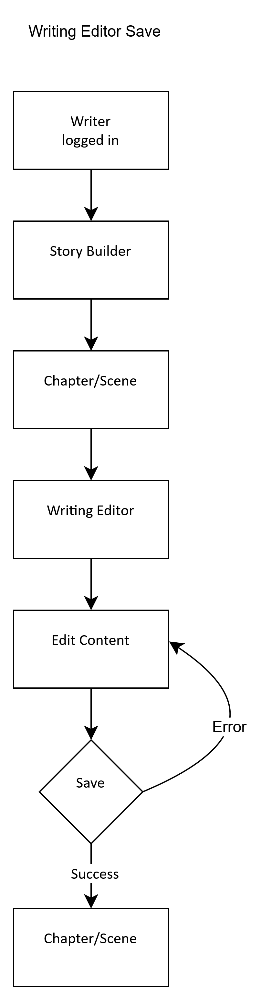 Writing Editor Save
Writer
logged in
Story Builder
Chapter/Scene
Writing Editor
Edit Content
Error
Save
Success
Chapter/Scene